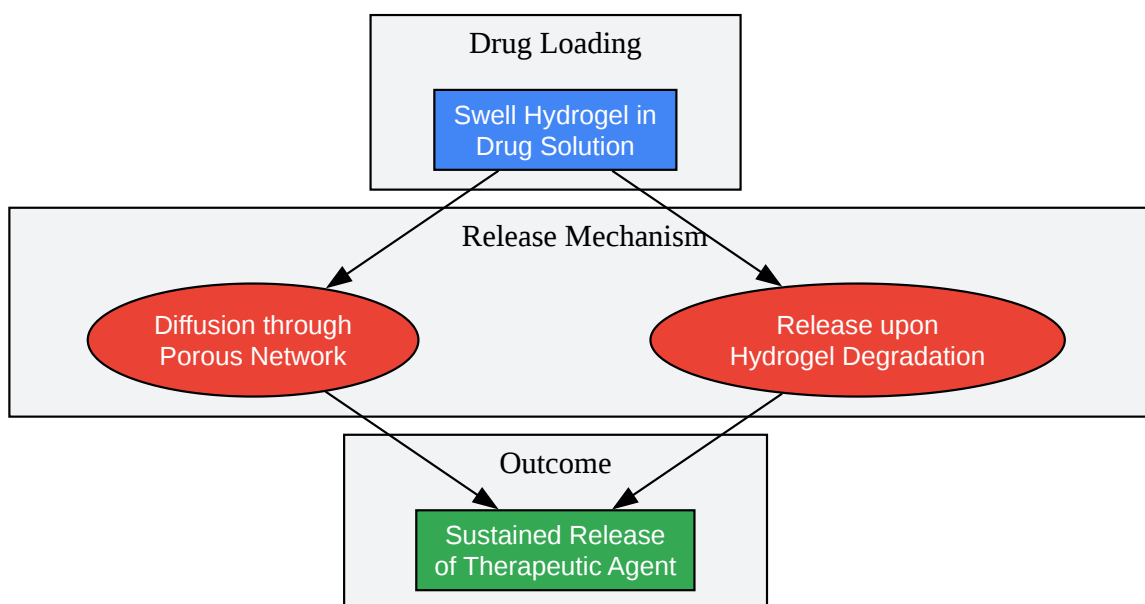 Drug Loading
Swell Hydrogel in
Drug Solution
Release Mechanism
Diffusion through
Porous Network
Release upon
Hydrogel Degradation
Outcome
Sustained Release
of Therapeutic Agent